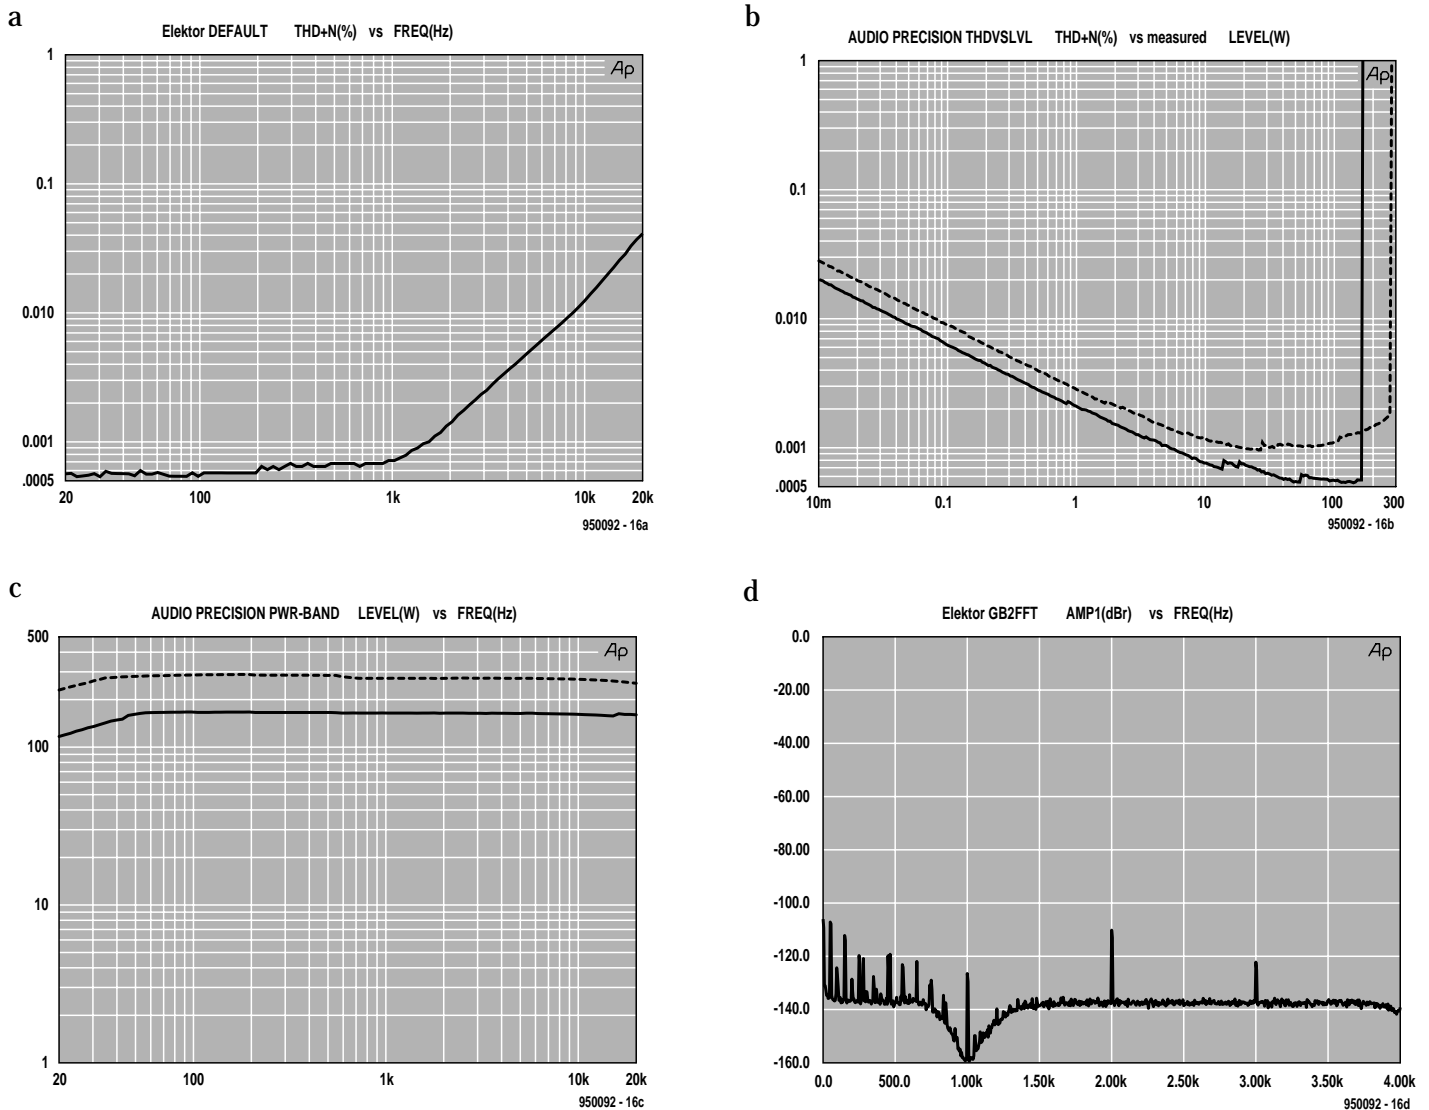 a
Elektor DEFAULT THD+N(%) vs FREQ(Hz)
Ap
1
0.1
0.010
0.001
.0005
20 100 1k 10k 20k
950092 - 16a
b
AUDIO PRECISION THDVSLVL THD+N(%) vs measured LEVEL(W)
Ap
1
0.1
0.010
0.001
.0005
10m 0.1 1 10 100 300
950092 - 16b
c
AUDIO PRECISION PWR-BAND LEVEL(W) vs FREQ(Hz)
Ap
500
100
10
1
20 100 1k 10k 20k
950092 - 16c
d
Elektor GB2FFT AMP1(dBr) vs FREQ(Hz)
Ap
0.0
-20.00
-40.00
-60.00
-80.00
-100.0
-120.0
-140.0
-160.0
0.0 500.0 1.00k 1.50k 2.00k 2.50k 3.00k 3.50k 4.00k
950092 - 16d